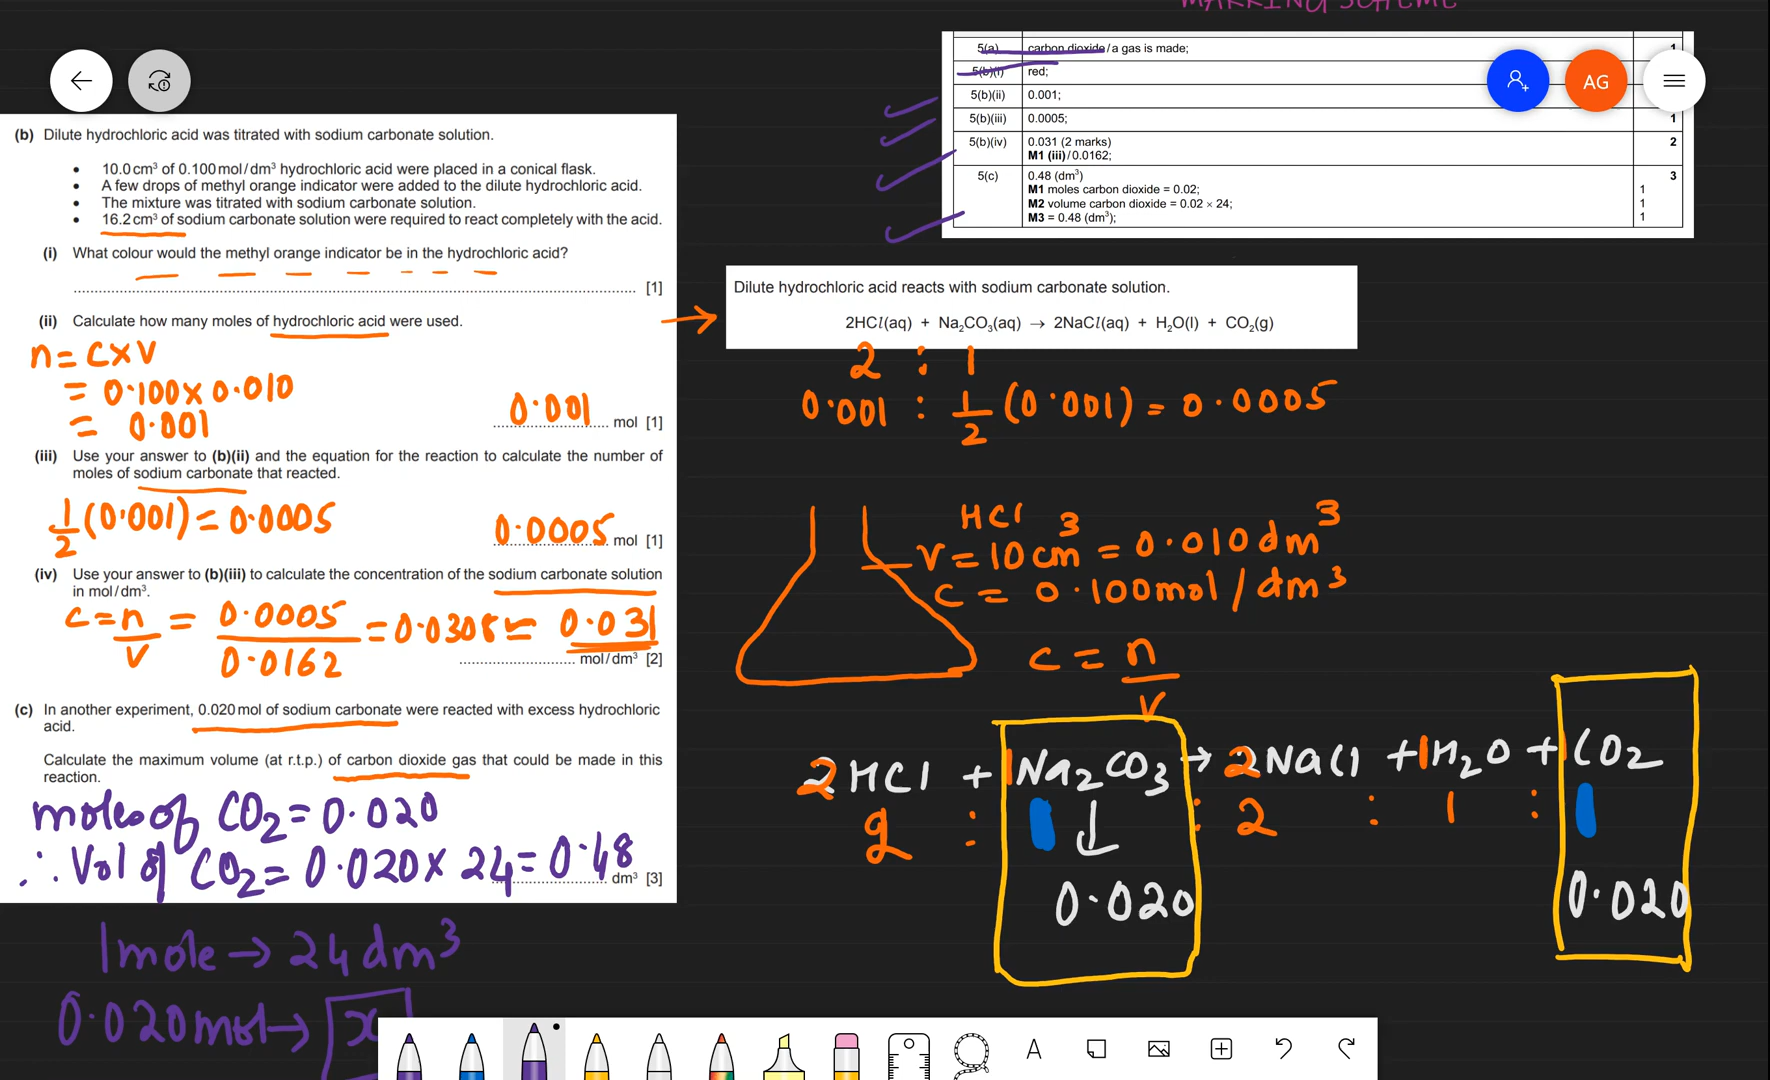 MARKING SCHEME
5(a) carbon dioxide/a gas is made; 1
5(b)(i) red;
5(b)(ii) 0.001;
5(b)(iii) 0.0005; 1
5(b)(iv) 0.031 (2 marks) 2
M1 (iii)/0.0162;
5(c) 0.48 (dm³) 3
M1 moles carbon dioxide = 0.02; 1
M2 volume carbon dioxide = 0.02 × 24; 1
M3 = 0.48 (dm³); 1
AG
(b) Dilute hydrochloric acid was titrated with sodium carbonate solution.
• 10.0 cm³ of 0.100 mol/dm³ hydrochloric acid were placed in a conical flask.
• A few drops of methyl orange indicator were added to the dilute hydrochloric acid.
• The mixture was titrated with sodium carbonate solution.
• 16.2 cm³ of sodium carbonate solution were required to react completely with the acid.
(i) What colour would the methyl orange indicator be in the hydrochloric acid?
[1]
(ii) Calculate how many moles of hydrochloric acid were used.
n = C×V
= 0.100 × 0.010
= 0.001
0.001 mol [1]
(iii) Use your answer to (b)(ii) and the equation for the reaction to calculate the number of
moles of sodium carbonate that reacted.
1/2 (0.001) = 0.0005
0.0005 mol [1]
(iv) Use your answer to (b)(iii) to calculate the concentration of the sodium carbonate solution
in mol/dm³.
c = n/V = 0.0005/0.0162 = 0.0308 = 0.031
mol/dm³ [2]
(c) In another experiment, 0.020 mol of sodium carbonate were reacted with excess hydrochloric
acid.
Calculate the maximum volume (at r.t.p.) of carbon dioxide gas that could be made in this
reaction.
moles of CO₂ = 0.020
∴ Vol of CO₂ = 0.020 × 24 = 0.48
dm³ [3]
1 mole → 24 dm³
0.020 mol → x
Dilute hydrochloric acid reacts with sodium carbonate solution.
2HCl(aq) + Na₂CO₃(aq) → 2NaCl(aq) + H₂O(l) + CO₂(g)
2 : 1
0.001 : 1/2 (0.001) = 0.0005
HCl
V = 10 cm³ = 0.010 dm³
C = 0.100 mol/dm³
C = n/V
2HCl + 1Na₂CO₃ → 2NaCl + 1H₂O + 1CO₂
2 : : 2 : 1 :
0.020 0.020
A